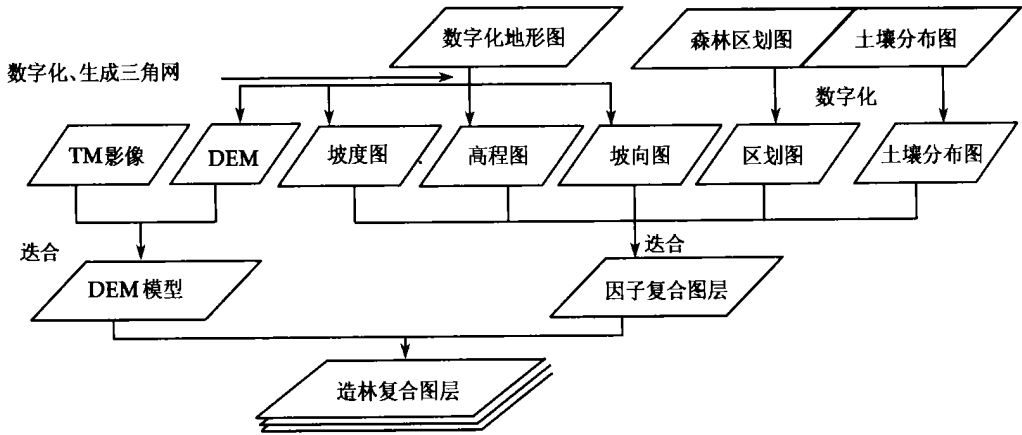 数字化地形图
森林区划图
土壤分布图
数字化、生成三角网
数字化
TM影像
DEM
坡度图
高程图
坡向图
区划图
土壤分布图
迭合
迭合
DEM模型
因子复合图层
造林复合图层